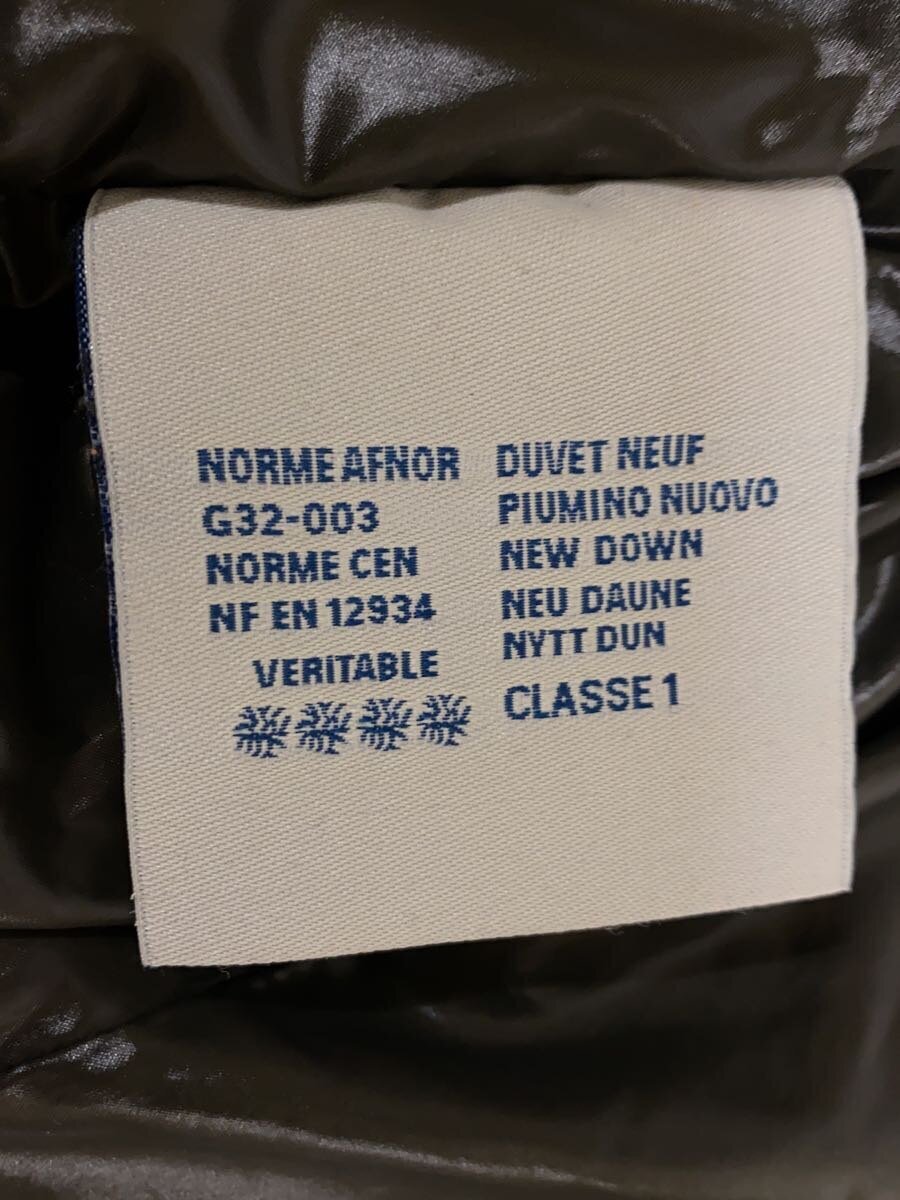 NORME AFNOR
G32-003
NORME CEN
NF EN 12934
VERITABLE
DUVET NEUF
PIUMINO NUOVO
NEW DOWN
NEU DAUNE
NYTT DUN
CLASSE 1